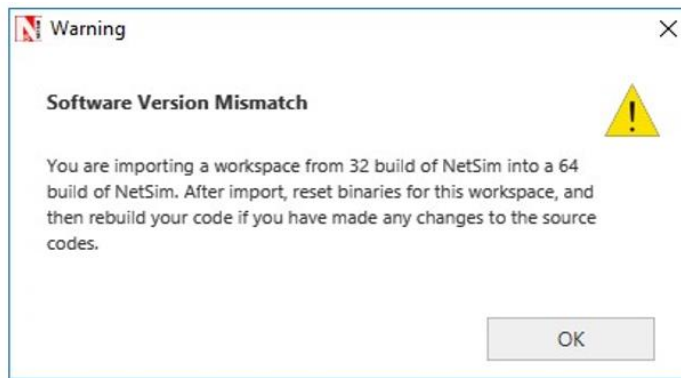 Warning
Software Version Mismatch
You are importing a workspace from 32 build of NetSim into a 64
build of NetSim. After import, reset binaries for this workspace, and
then rebuild your code if you have made any changes to the source
codes.
OK